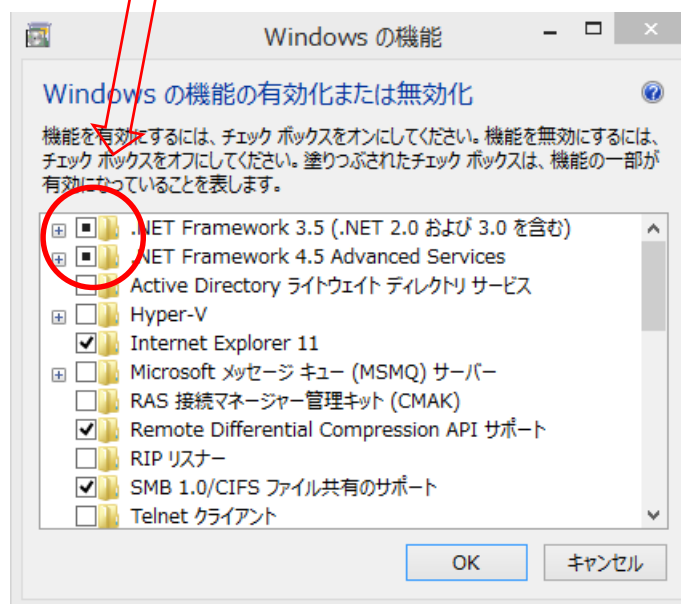 Windows の機能
Windows の機能の有効化または無効化
機能を有効にするには、チェック ボックスをオンにしてください。機能を無効にするには、
チェック ボックスをオフにしてください。塗りつぶされたチェック ボックスは、機能の一部が
有効になっていることを表します。
.NET Framework 3.5 (.NET 2.0 および 3.0 を含む)
.NET Framework 4.5 Advanced Services
Active Directory ライトウェイト ディレクトリ サービス
Hyper-V
Internet Explorer 11
Microsoft メッセージ キュー (MSMQ) サーバー
RAS 接続マネージャー管理キット (CMAK)
Remote Differential Compression API サポート
RIP リスナー
SMB 1.0/CIFS ファイル共有のサポート
Telnet クライアント
OK キャンセル